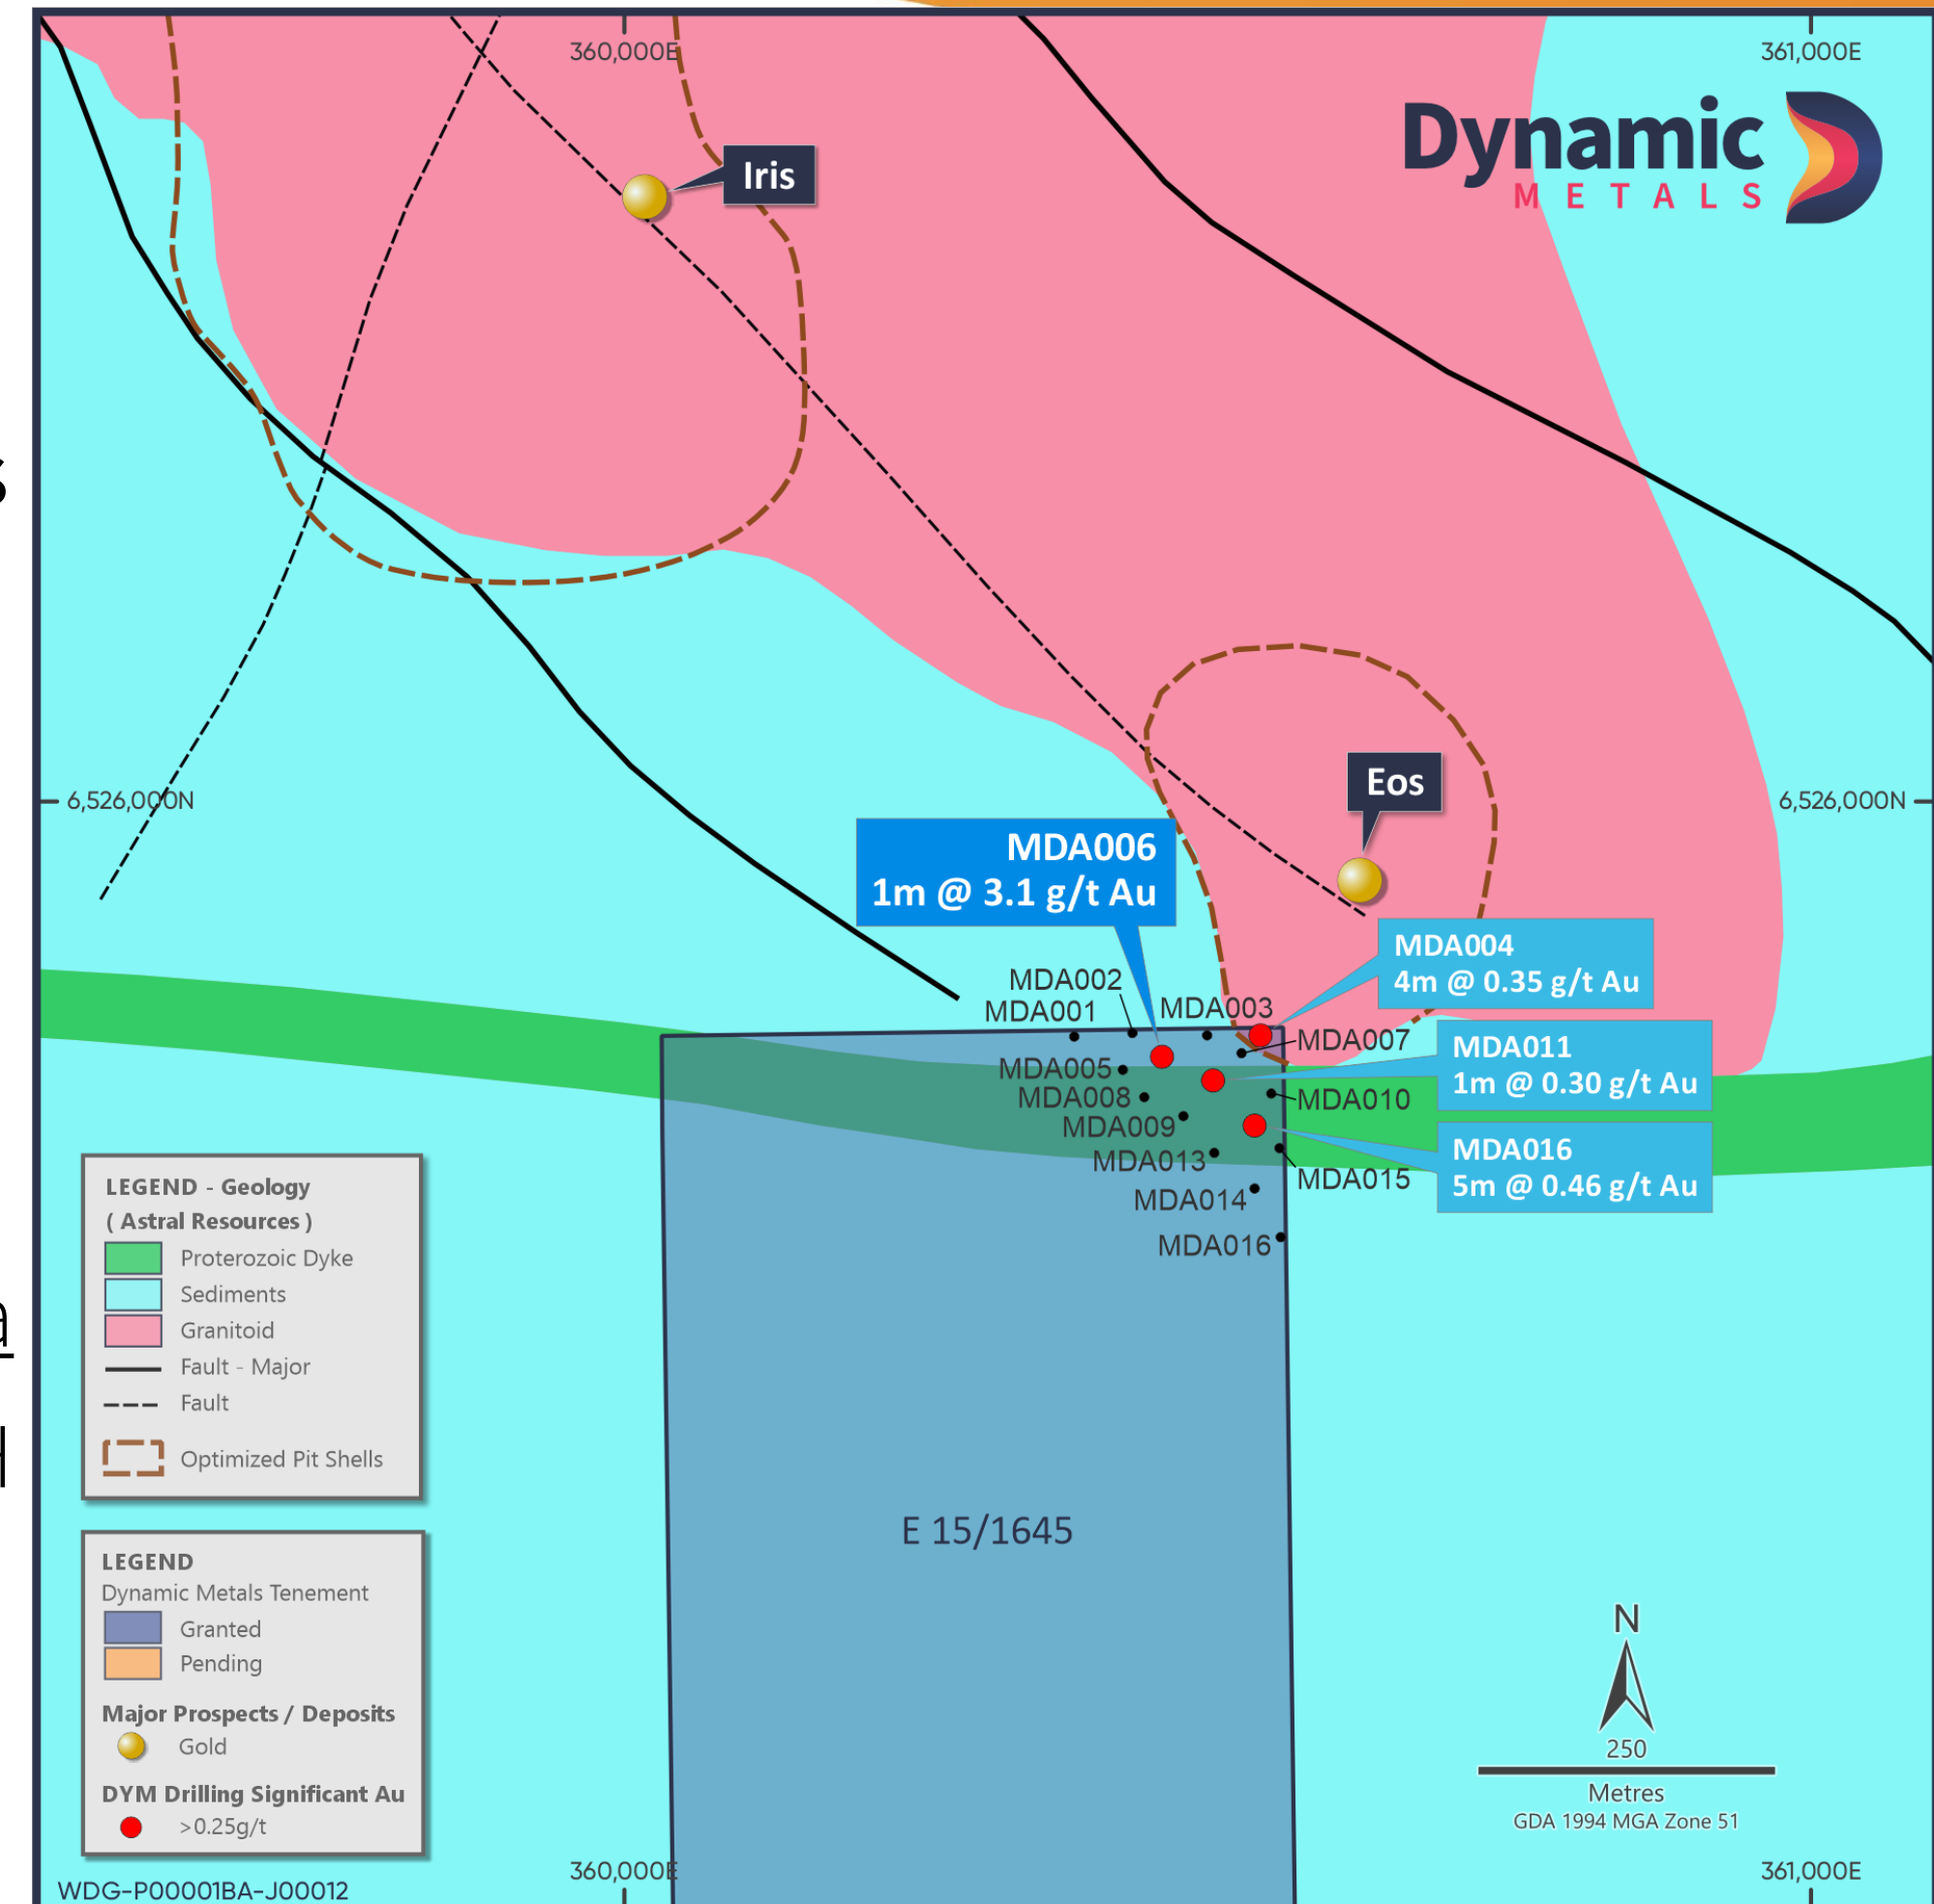 360,000E
361,000E
Dynamic
METALS
Iris
Eos
6,526,000N
6,526,000N
MDA006
1m @ 3.1 g/t Au
MDA004
4m @ 0.35 g/t Au
MDA002
MDA001
MDA003
MDA007
MDA011
1m @ 0.30 g/t Au
MDA005
MDA008
MDA010
MDA009
MDA016
5m @ 0.46 g/t Au
MDA013
MDA015
MDA014
MDA016
LEGEND - Geology
( Astral Resources )
Proterozoic Dyke
Sediments
Granitoid
Fault - Major
Fault
Optimized Pit Shells
E 15/1645
LEGEND
Dynamic Metals Tenement
Granted
Pending
Major Prospects / Deposits
Gold
DYM Drilling Significant Au
>0.25g/t
N
250
Metres
GDA 1994 MGA Zone 51
360,000E
361,000E
WDG-P00001BA-J00012